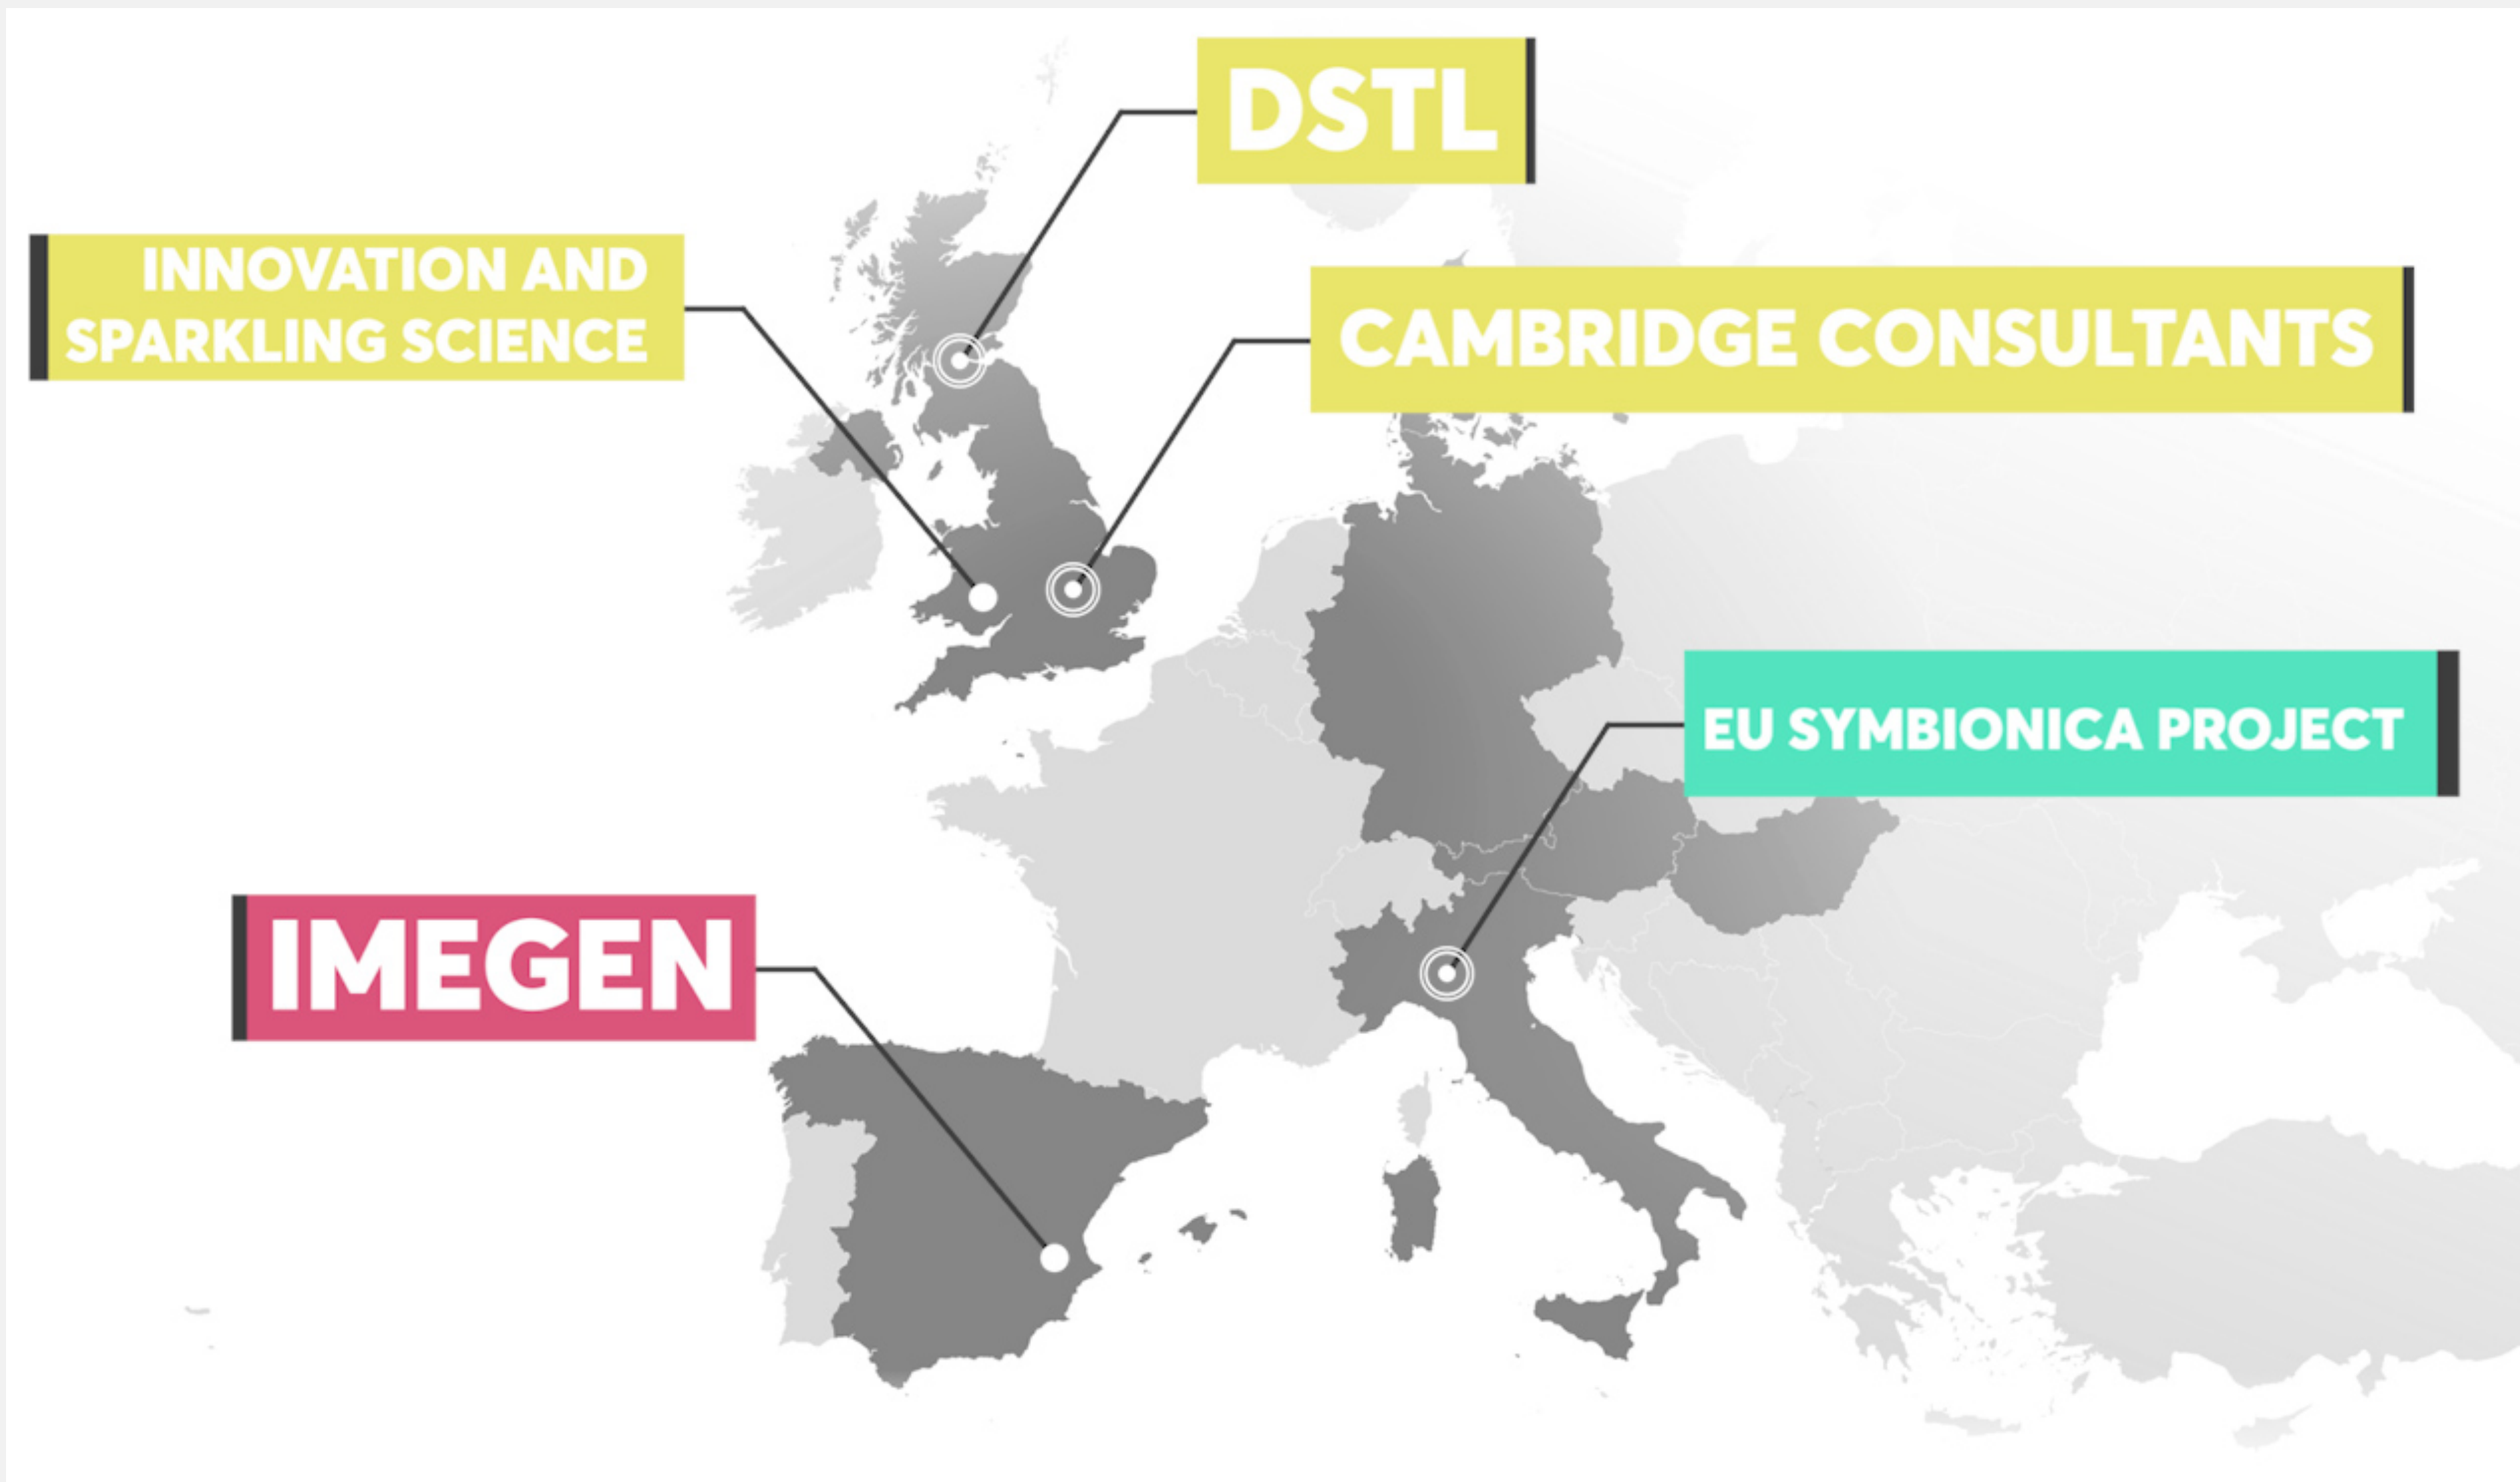 DSTL
INNOVATION AND
SPARKLING SCIENCE
CAMBRIDGE CONSULTANTS
EU SYMBIONICA PROJECT
IMEGEN